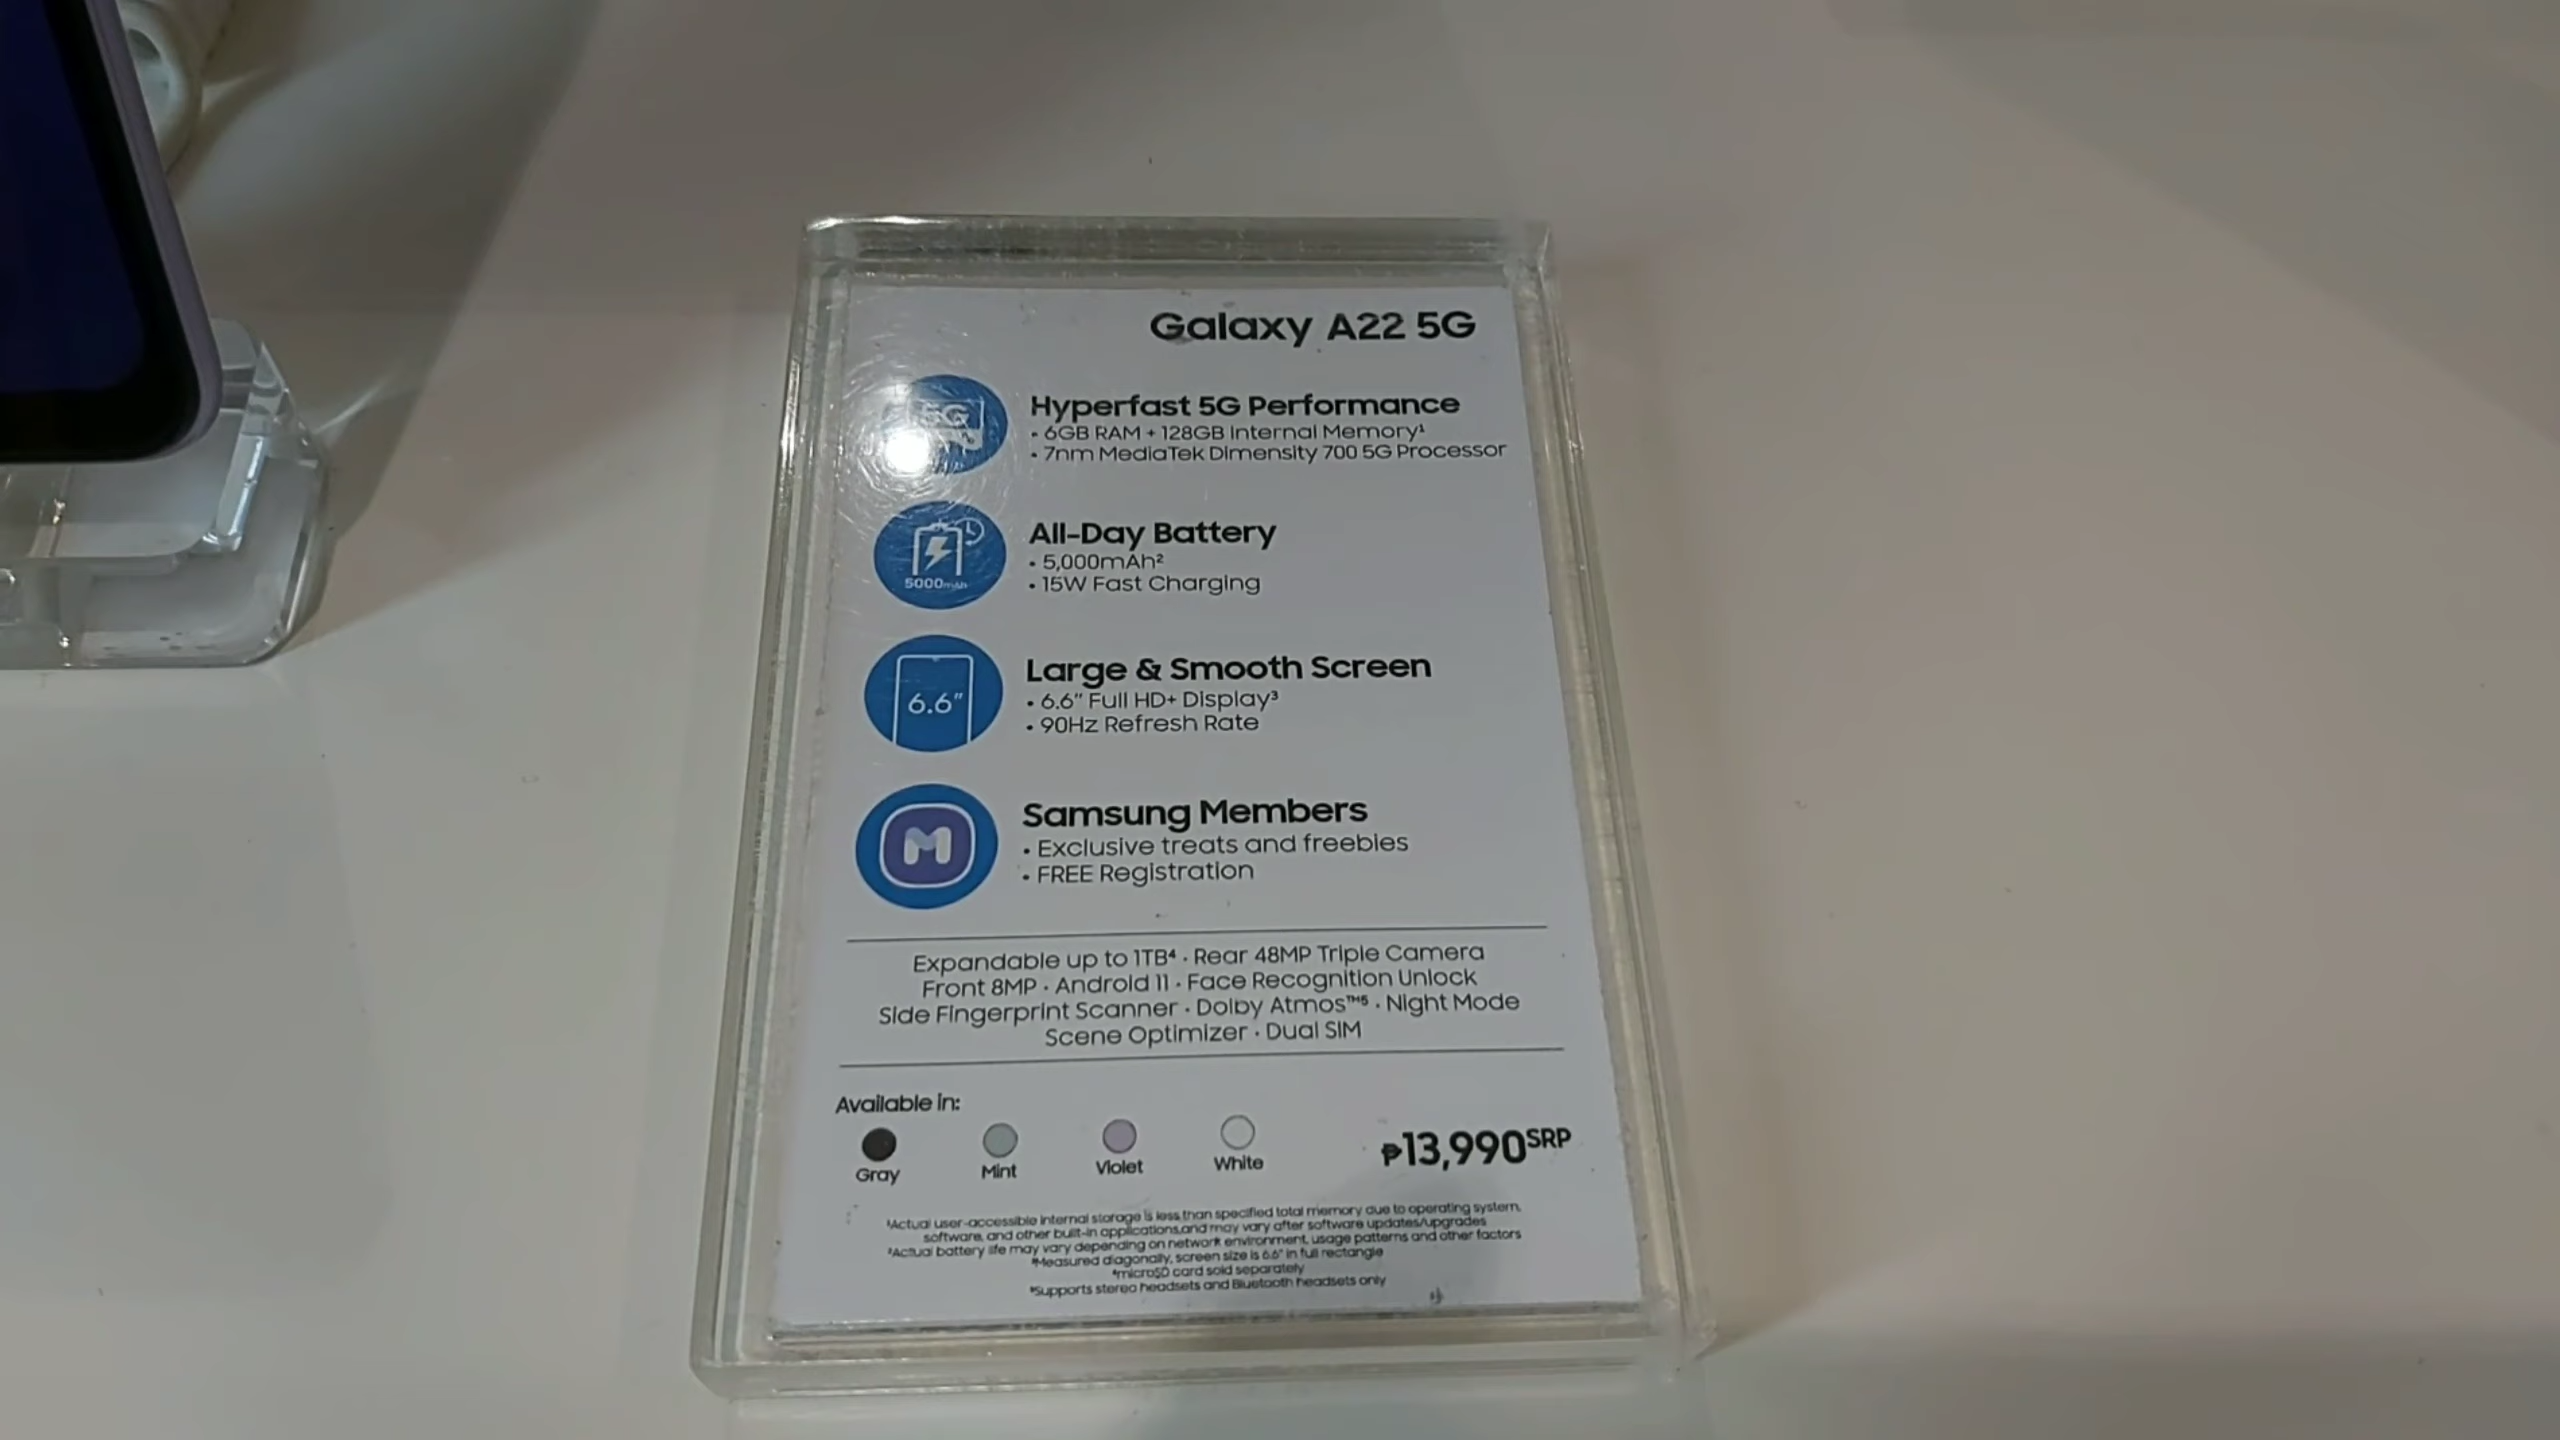 Galaxy A22 5G
5G
Hyperfast 5G Performance
• 6GB RAM + 128GB Internal Memory¹
• 7nm MediaTek Dimensity 700 5G Processor
5000mAh
All-Day Battery
• 5,000mAh²
• 15W Fast Charging
6.6"
Large & Smooth Screen
• 6.6" Full HD+ Display³
• 90Hz Refresh Rate
Samsung Members
• Exclusive treats and freebies
• FREE Registration
Expandable up to 1TB⁴ • Rear 48MP Triple Camera
Front 8MP • Android 11 • Face Recognition Unlock
Side Fingerprint Scanner • Dolby Atmos™⁵ • Night Mode
Scene Optimizer • Dual SIM
Available in:
Gray Mint Violet White
₱13,990 SRP
¹Actual user-accessible internal storage is less than specified total memory due to operating system,
software, and other built-in applications,and may vary after software updates/upgrades
²Actual battery life may vary depending on network environment, usage patterns and other factors
³Measured diagonally, screen size is 6.6" in full rectangle
⁴microSD card sold separately
⁵Supports stereo headsets and Bluetooth headsets only